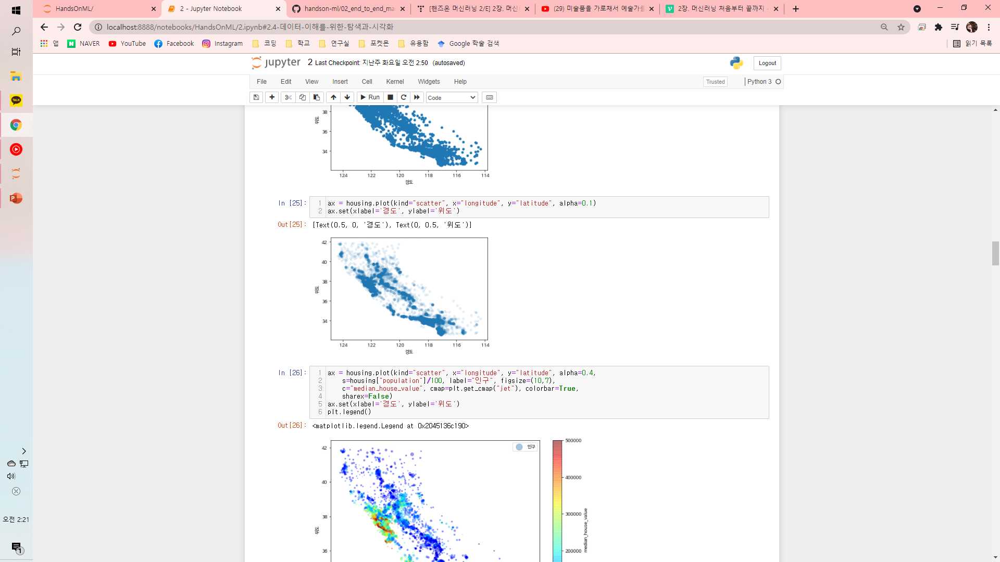 HandsOnML/
2 - Jupyter Notebook
handson-ml/02_end_to_end_ma
[핸즈온 머신러닝 2/E] 2장. 머신러
(29) 미술품을 가로채서 예술가를
2장. 머신러닝 처음부터 끝까지 -
localhost:8888/notebooks/HandsOnML/2.ipynb#2.4-데이터-이해를-위한-탐색과-시각화
앱 NAVER YouTube Facebook Instagram 코딩 학교 연구실 포켓몬 유용함 Google 학술 검색 읽기 목록
jupyter 2 Last Checkpoint: 지난주 화요일 오전 2:50 (autosaved) Logout
File Edit View Insert Cell Kernel Widgets Help Trusted Python 3
Run Code
38
36
34
위도
124 122 120 118 116 114
경도
In [25]:
1 ax = housing.plot(kind="scatter", x="longitude", y="latitude", alpha=0.1)
2 ax.set(xlabel='경도', ylabel='위도')
Out[25]: [Text(0.5, 0, '경도'), Text(0, 0.5, '위도')]
42
40
38
36
34
위도
124 122 120 118 116 114
경도
In [26]:
1 ax = housing.plot(kind="scatter", x="longitude", y="latitude", alpha=0.4,
2 s=housing["population"]/100, label="인구", figsize=(10,7),
3 c="median_house_value", cmap=plt.get_cmap("jet"), colorbar=True,
4 sharex=False)
5 ax.set(xlabel='경도', ylabel='위도')
6 plt.legend()
Out[26]: <matplotlib.legend.Legend at 0x2045136c190>
42
40
38
36
위도
인구
500000
400000
300000
200000
median_house_value
TALK
P
오전 2:21
1